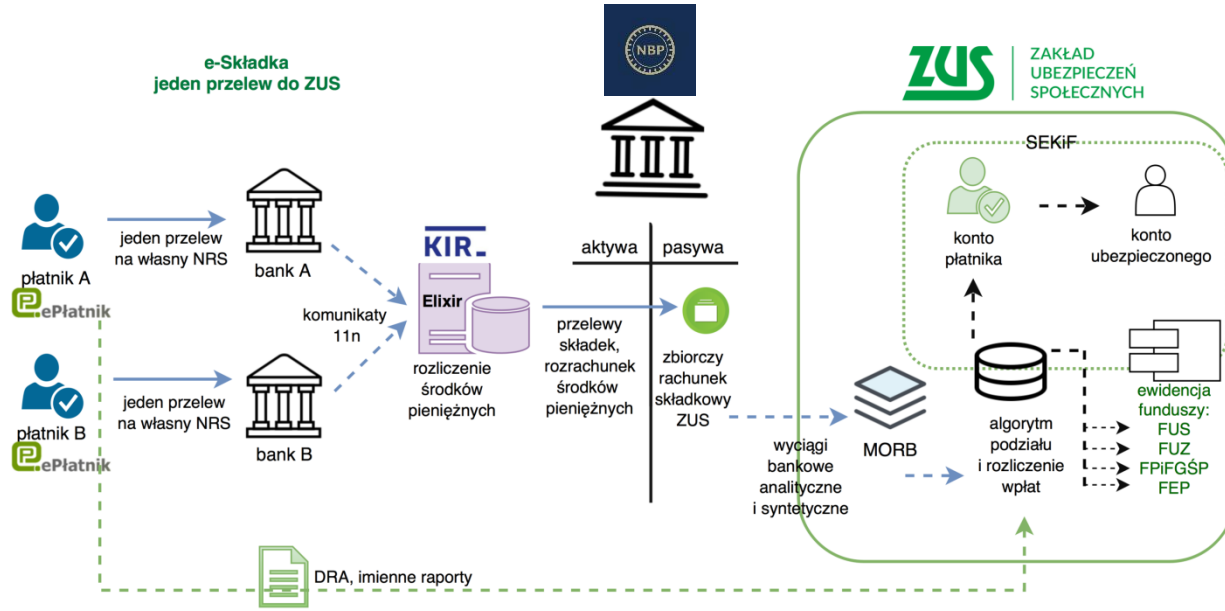 e-Składka
jeden przelew do ZUS
NBP
ZUS
ZAKŁAD
UBEZPIECZEŃ
SPOŁECZNYCH
SEKiF
płatnik A
ePłatnik
jeden przelew
na własny NRS
bank A
płatnik B
ePłatnik
jeden przelew
na własny NRS
bank B
komunikaty
11n
KIR
Elixir
rozliczenie
środków
pieniężnych
aktywa
pasywa
przelewy
składek,
rozrachunek
środków
pieniężnych
zbiorczy
rachunek
składkowy
ZUS
wyciągi
bankowe
analityczne
i syntetyczne
MORB
konto
płatnika
konto
ubezpieczonego
algorytm
podziału
i rozliczenie
wpłat
ewidencja
funduszy:
FUS
FUZ
FPiFGŚP
FEP
DRA, imienne raporty